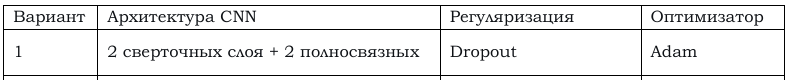 Вариант Архитектура CNN Регуляризация Оптимизатор
1 2 сверточных слоя + 2 полносвязных Dropout Adam